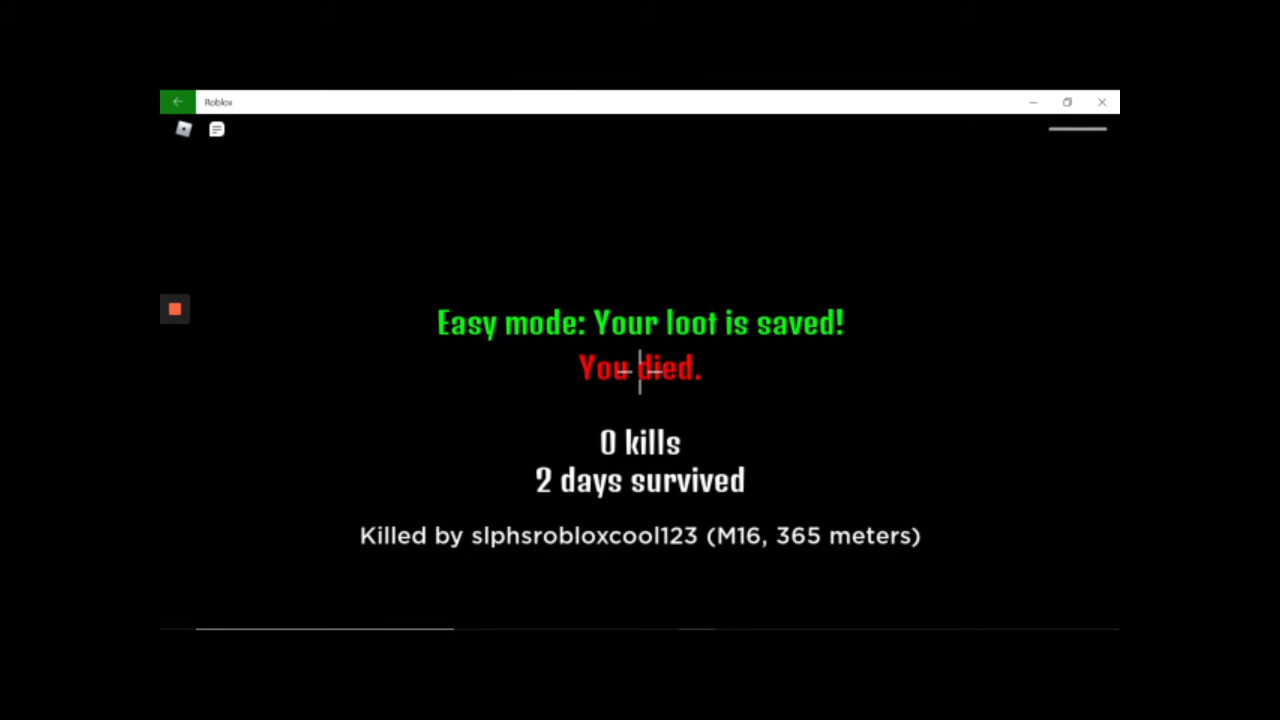 Roblox
Easy mode: Your loot is saved!
You died.
0 kills
2 days survived
Killed by slphsrobloxcool123 (M16, 365 meters)